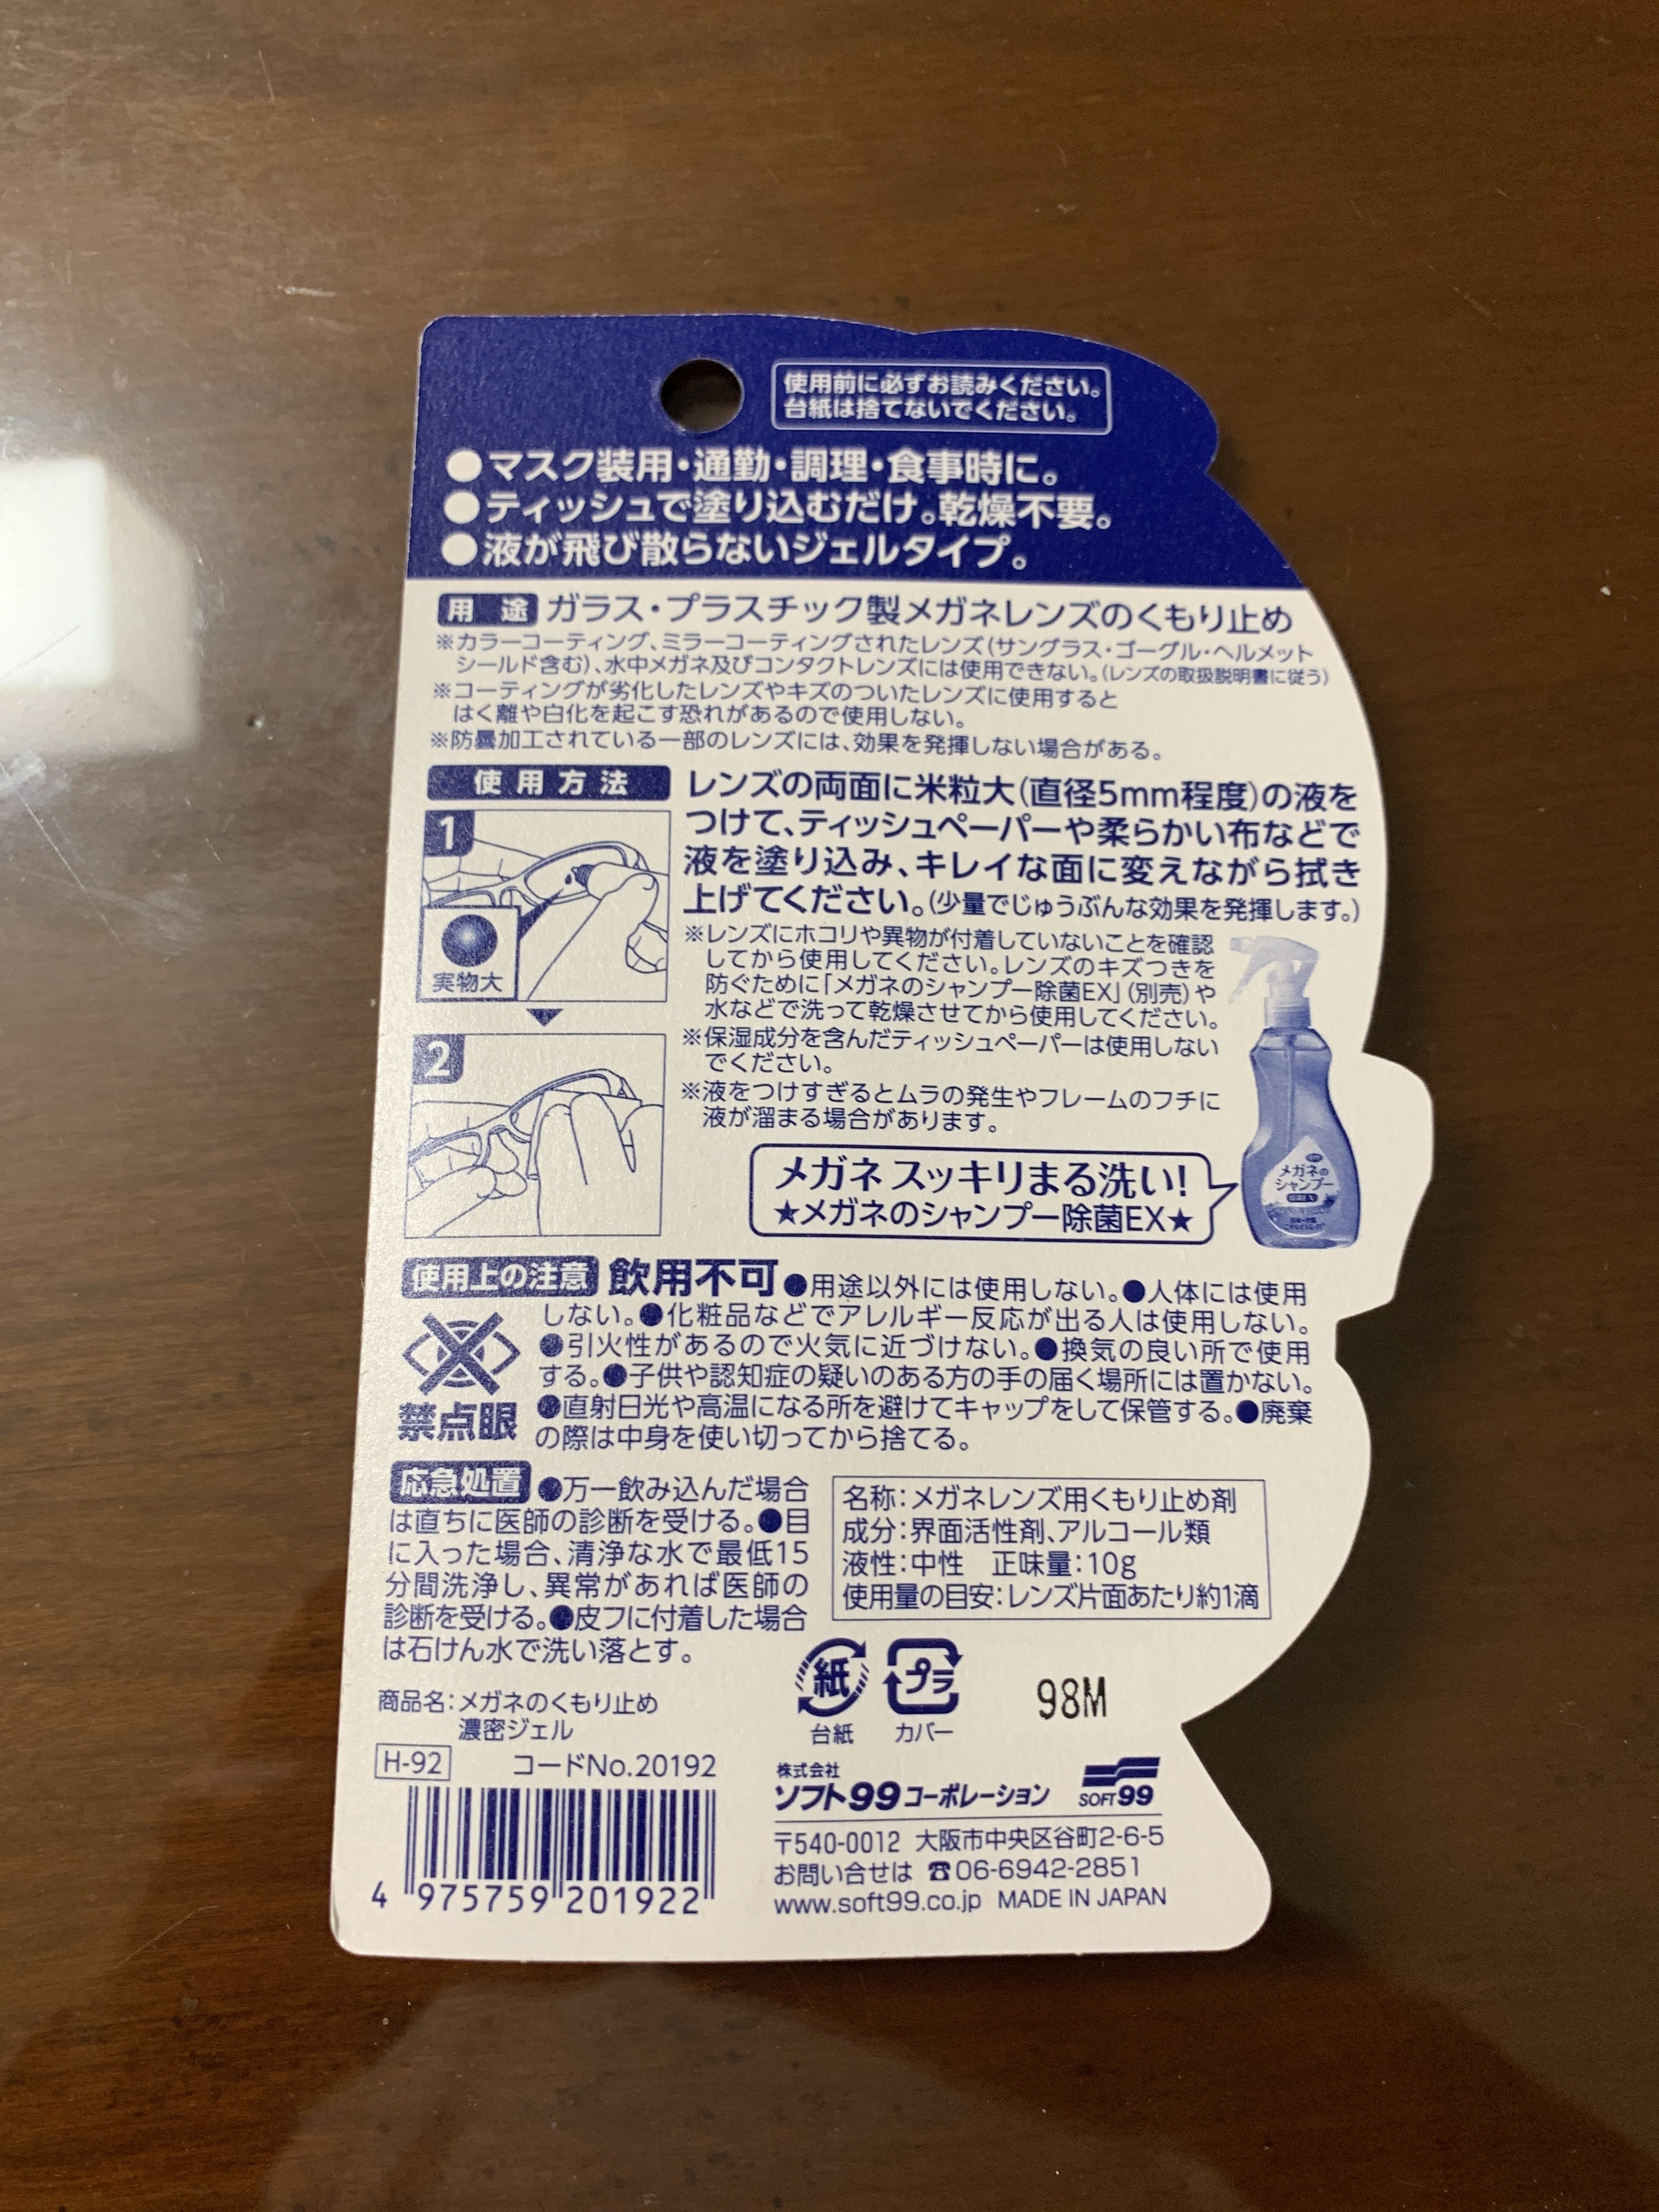 使用前に必ずお読みください。
台紙は捨てないでください。
●マスク装用・通勤・調理・食事時に。
●ティッシュで塗り込むだけ。乾燥不要。
●液が飛び散らないジェルタイプ。
用途 ガラス・プラスチック製メガネレンズのくもり止め
※カラーコーティング、ミラーコーティングされたレンズ(サングラス・ゴーグル・ヘルメット
シールド含む)、水中メガネ及びコンタクトレンズには使用できない。(レンズの取扱説明書に従う)
※コーティングが劣化したレンズやキズのついたレンズに使用すると
はく離や白化を起こす恐れがあるので使用しない。
※防曇加工されている一部のレンズには、効果を発揮しない場合がある。
使用方法
1
実物大
2
レンズの両面に米粒大(直径5mm程度)の液を
つけて、ティッシュペーパーや柔らかい布などで
液を塗り込み、キレイな面に変えながら拭き
上げてください。(少量でじゅうぶんな効果を発揮します。)
※レンズにホコリや異物が付着していないことを確認
してから使用してください。レンズのキズつきを
防ぐために「メガネのシャンプー除菌EX」(別売)や
水などで洗って乾燥させてから使用してください。
※保湿成分を含んだティッシュペーパーは使用しない
でください。
※液をつけすぎるとムラの発生やフレームのフチに
液が溜まる場合があります。
メガネ スッキリまる洗い!
★メガネのシャンプー除菌EX★
メガネの
シャンプー
除菌EX
使用上の注意 飲用不可 ●用途以外には使用しない。●人体には使用
しない。●化粧品などでアレルギー反応が出る人は使用しない。
●引火性があるので火気に近づけない。●換気の良い所で使用
する。●子供や認知症の疑いのある方の手の届く場所には置かない。
●直射日光や高温になる所を避けてキャップをして保管する。●廃棄
の際は中身を使い切ってから捨てる。
禁点眼
応急処置 ●万一飲み込んだ場合
は直ちに医師の診断を受ける。●目
に入った場合、清浄な水で最低15
分間洗浄し、異常があれば医師の
診断を受ける。●皮フに付着した場合
は石けん水で洗い落とす。
名称:メガネレンズ用くもり止め剤
成分:界面活性剤、アルコール類
液性:中性 正味量:10g
使用量の目安:レンズ片面あたり約1滴
紙
台紙
プラ
カバー
98M
商品名:メガネのくもり止め
濃密ジェル
H-92 コードNo.20192
4 975759 201922
株式会社
ソフト99コーポレーション
SOFT99
〒540-0012 大阪市中央区谷町2-6-5
お問い合せは ☎06-6942-2851
www.soft99.co.jp MADE IN JAPAN